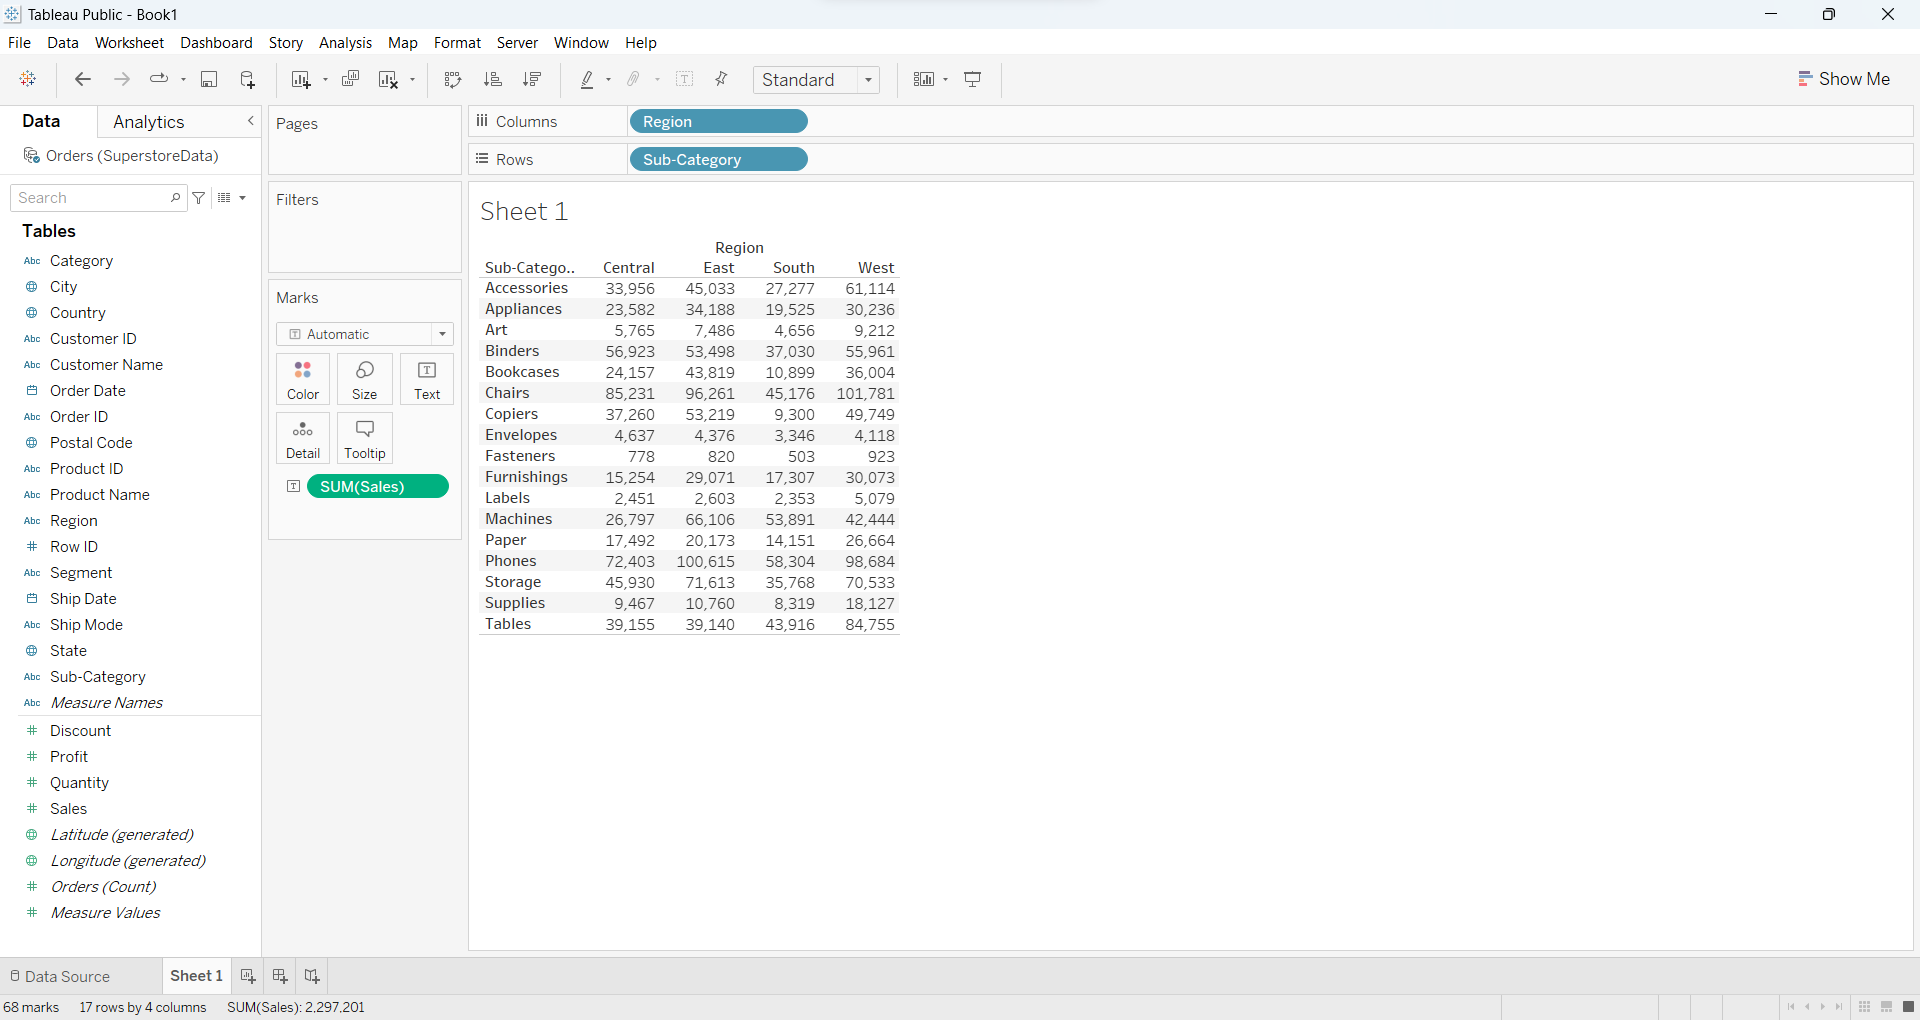 Tableau Public - Book1
File Data Worksheet Dashboard Story Analysis Map Format Server Window Help
Standard
Show Me
Data Analytics
Orders (SuperstoreData)
Search
Tables
Abc Category
City
Country
Abc Customer ID
Abc Customer Name
Order Date
Abc Order ID
Postal Code
Abc Product ID
Abc Product Name
Abc Region
# Row ID
Abc Segment
Ship Date
Abc Ship Mode
State
Abc Sub-Category
Abc Measure Names
# Discount
# Profit
# Quantity
# Sales
Latitude (generated)
Longitude (generated)
# Orders (Count)
# Measure Values
Pages
Filters
Marks
T Automatic
Color Size T Text
Detail Tooltip
T SUM(Sales)
Columns Region
Rows Sub-Category
Sheet 1
Region
Sub-Catego.. Central East South West
Accessories 33,956 45,033 27,277 61,114
Appliances 23,582 34,188 19,525 30,236
Art 5,765 7,486 4,656 9,212
Binders 56,923 53,498 37,030 55,961
Bookcases 24,157 43,819 10,899 36,004
Chairs 85,231 96,261 45,176 101,781
Copiers 37,260 53,219 9,300 49,749
Envelopes 4,637 4,376 3,346 4,118
Fasteners 778 820 503 923
Furnishings 15,254 29,071 17,307 30,073
Labels 2,451 2,603 2,353 5,079
Machines 26,797 66,106 53,891 42,444
Paper 17,492 20,173 14,151 26,664
Phones 72,403 100,615 58,304 98,684
Storage 45,930 71,613 35,768 70,533
Supplies 9,467 10,760 8,319 18,127
Tables 39,155 39,140 43,916 84,755
Data Source Sheet 1
68 marks 17 rows by 4 columns SUM(Sales): 2,297,201